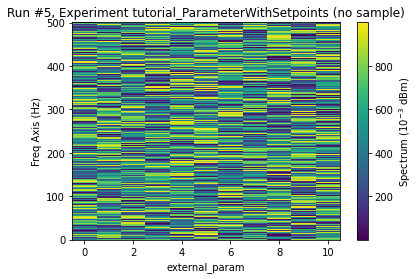 Run #5, Experiment tutorial_ParameterWithSetpoints (no sample)
500
400
300
200
100
0
Freq Axis (Hz)
0 2 4 6 8 10
external_param
800
600
400
200
Spectrum (10⁻³ dBm)